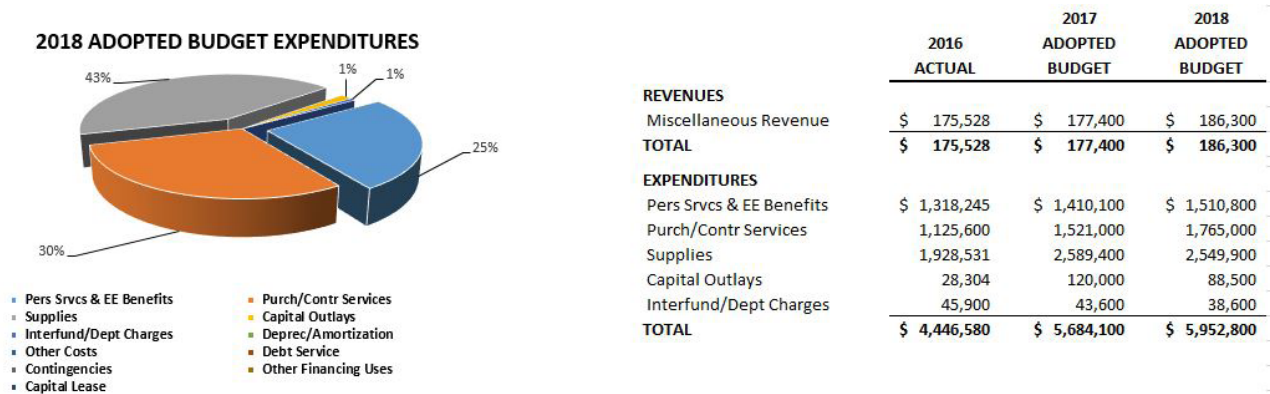 2018 ADOPTED BUDGET EXPENDITURES
43%
1%
1%
25%
30%
Pers Srvcs & EE Benefits
Purch/Contr Services
Supplies
Capital Outlays
Interfund/Dept Charges
Deprec/Amortization
Other Costs
Debt Service
Contingencies
Other Financing Uses
Capital Lease
2017 2018
2016 ADOPTED ADOPTED
ACTUAL BUDGET BUDGET
REVENUES
Miscellaneous Revenue $ 175,528 $ 177,400 $ 186,300
TOTAL $ 175,528 $ 177,400 $ 186,300
EXPENDITURES
Pers Srvcs & EE Benefits $ 1,318,245 $ 1,410,100 $ 1,510,800
Purch/Contr Services 1,125,600 1,521,000 1,765,000
Supplies 1,928,531 2,589,400 2,549,900
Capital Outlays 28,304 120,000 88,500
Interfund/Dept Charges 45,900 43,600 38,600
TOTAL $ 4,446,580 $ 5,684,100 $ 5,952,800